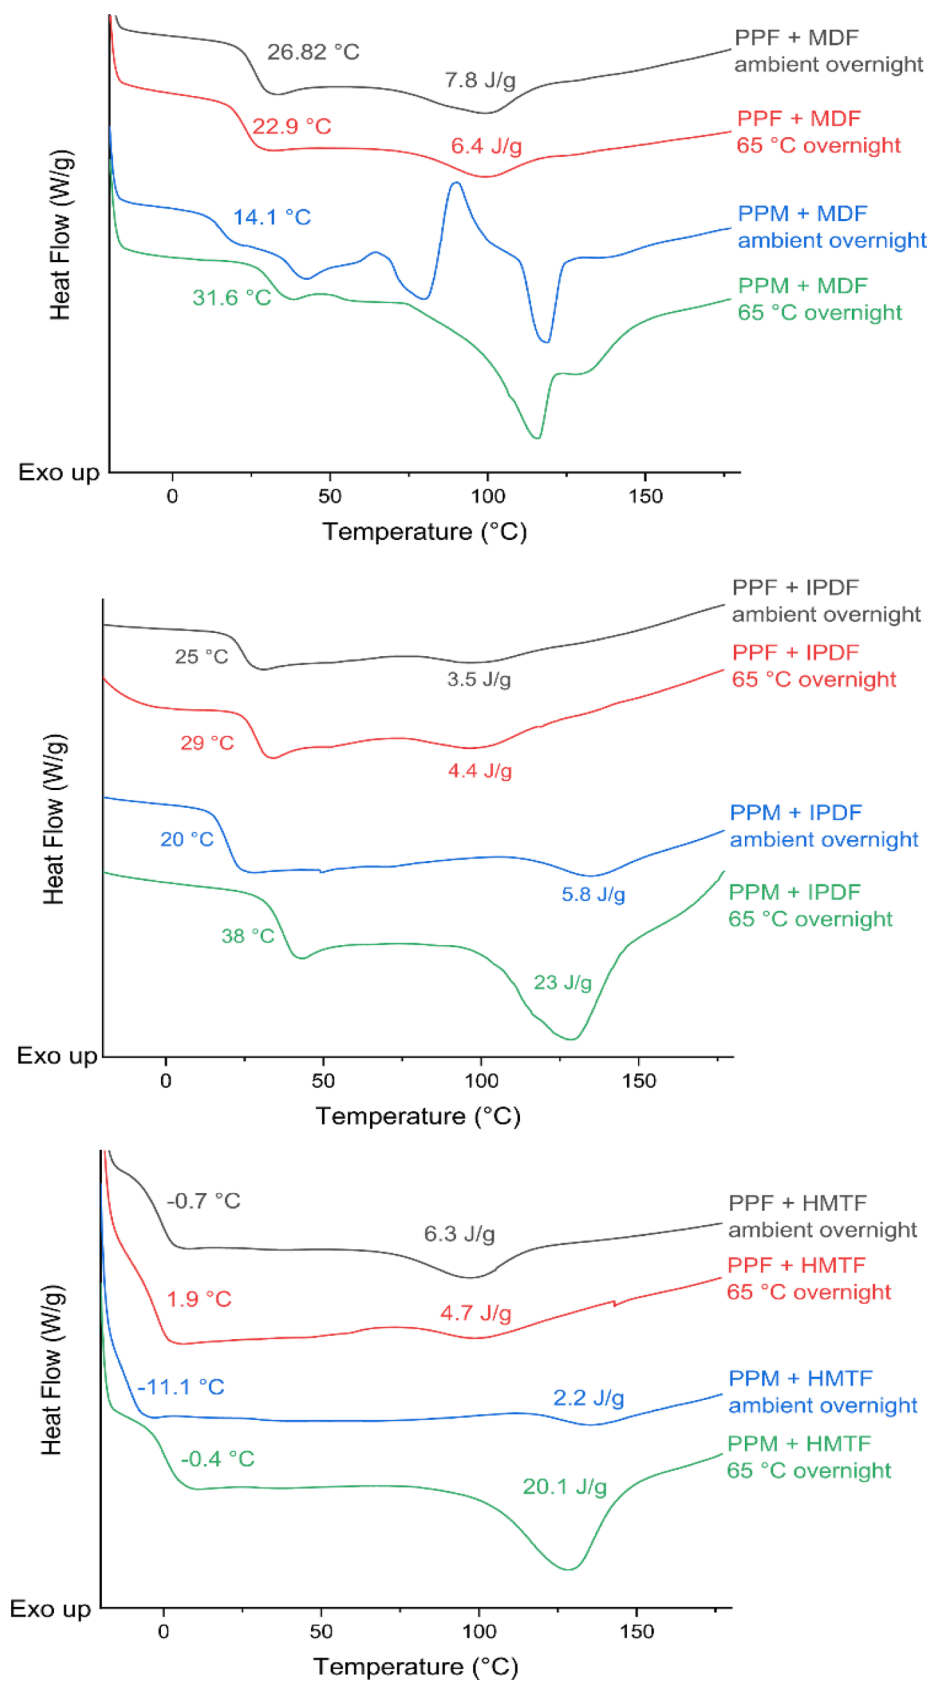 26.82 °C
7.8 J/g
PPF + MDF
ambient overnight
22.9 °C
6.4 J/g
PPF + MDF
65 °C overnight
14.1 °C
PPM + MDF
ambient overnight
31.6 °C
PPM + MDF
65 °C overnight
Heat Flow (W/g)
Exo up
0 50 100 150
Temperature (°C)
PPF + IPDF
ambient overnight
25 °C
3.5 J/g
PPF + IPDF
65 °C overnight
29 °C
4.4 J/g
PPM + IPDF
ambient overnight
20 °C
5.8 J/g
PPM + IPDF
65 °C overnight
38 °C
23 J/g
Heat Flow (W/g)
Exo up
0 50 100 150
Temperature (°C)
-0.7 °C
6.3 J/g
PPF + HMTF
ambient overnight
1.9 °C
4.7 J/g
PPF + HMTF
65 °C overnight
-11.1 °C
2.2 J/g
PPM + HMTF
ambient overnight
-0.4 °C
20.1 J/g
PPM + HMTF
65 °C overnight
Heat Flow (W/g)
Exo up
0 50 100 150
Temperature (°C)